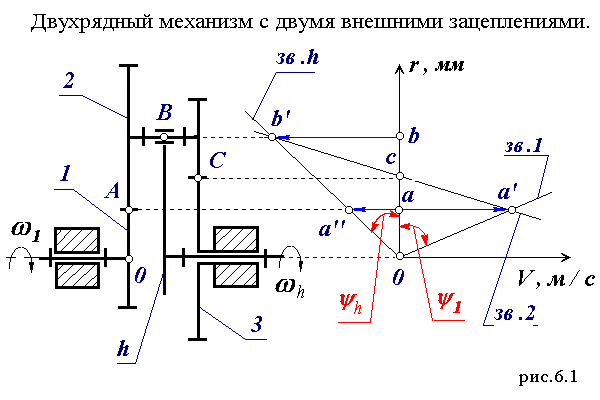 Двухрядный механизм с двумя внешними зацеплениями.
зв.h
r , мм
2
B
b'
b
C
c
зв.1
1
A
a
a'
a''
ω1
0
ωh
0
V , м / с
ψh
ψ1
h
3
зв.2
рис.6.1